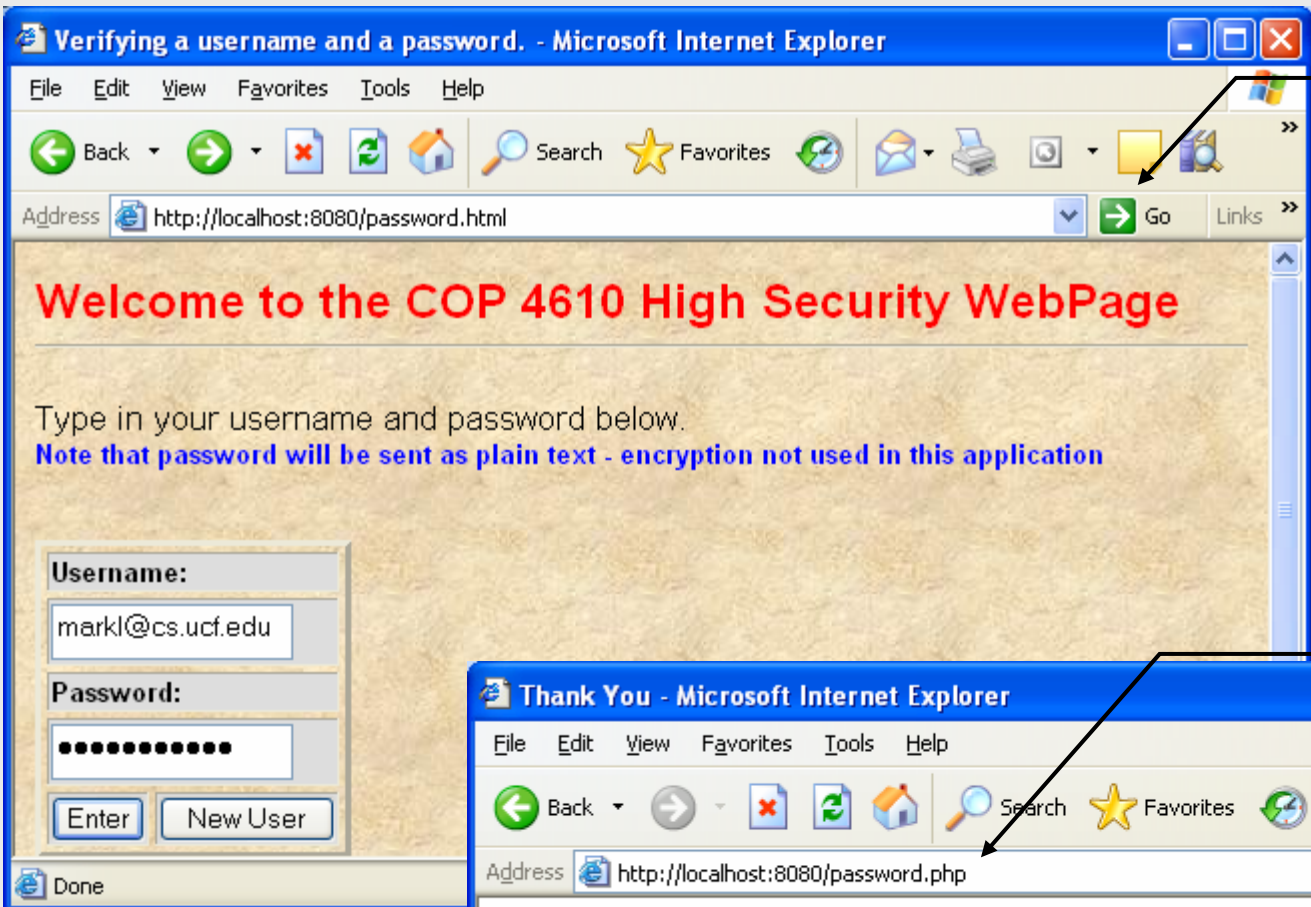 Verifying a username and a password. - Microsoft Internet Explorer
File Edit View Favorites Tools Help
Back Search Favorites »
Address http://localhost:8080/password.html Go Links »
Welcome to the COP 4610 High Security WebPage
Type in your username and password below.
Note that password will be sent as plain text - encryption not used in this application
Username:
markl@cs.ucf.edu
Password:
●●●●●●●●●●●
Enter New User
Done
Thank You - Microsoft Internet Explorer
File Edit View Favorites Tools Help
Back Search Favorites
Address http://localhost:8080/password.php